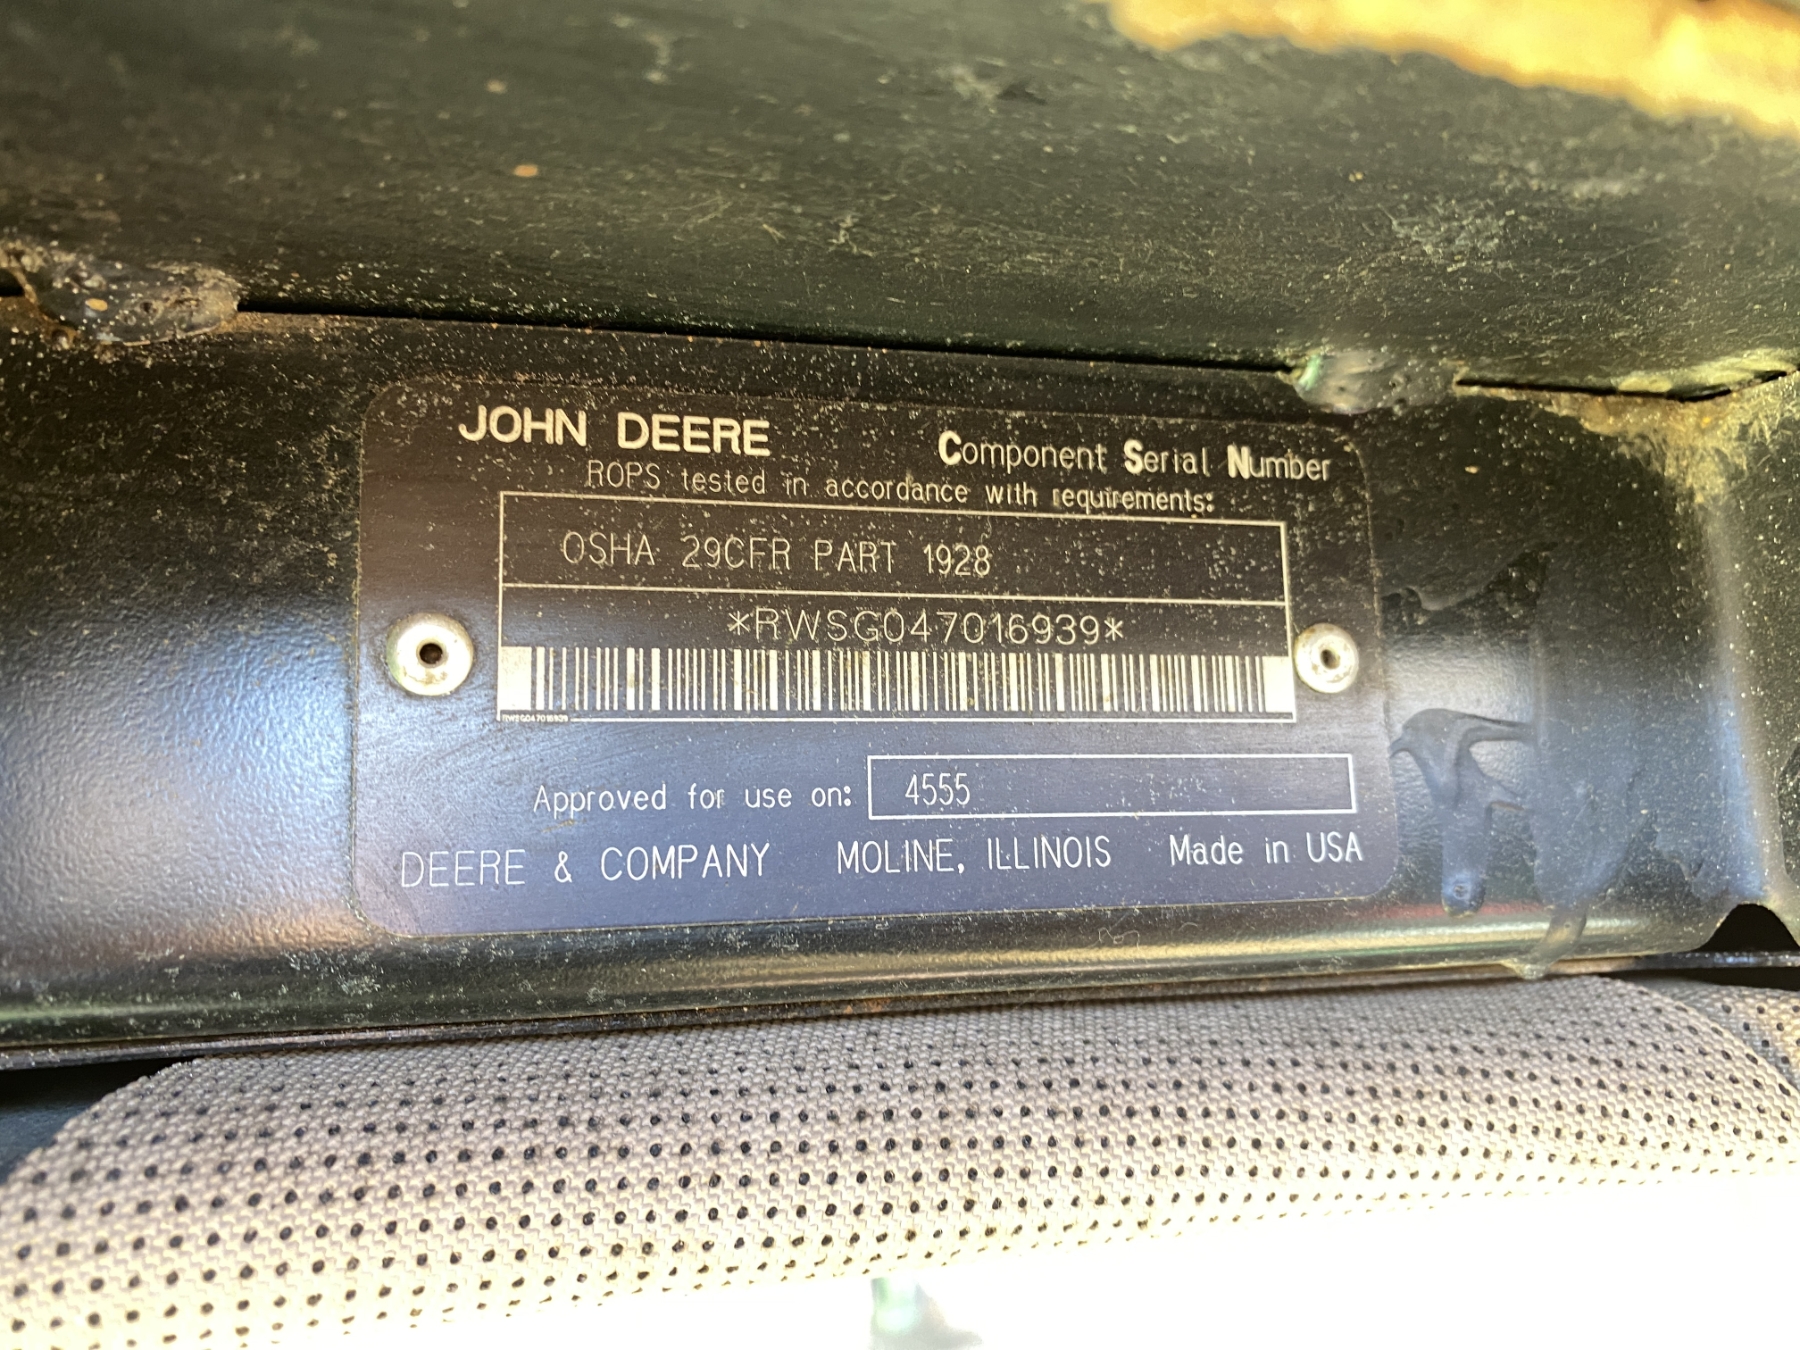 JOHN DEERE Component Serial Number
ROPS tested in accordance with requirements:
OSHA 29CFR PART 1928
*RWSG047016939*
RWSG047016939
Approved for use on: 4555
DEERE & COMPANY MOLINE, ILLINOIS Made in USA